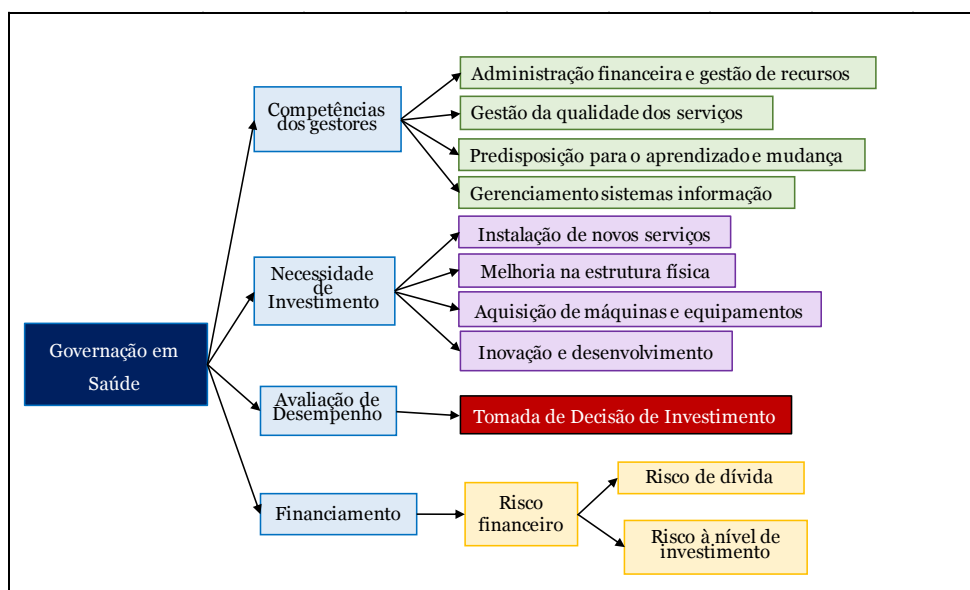 Governação em
Saúde
Competências
dos gestores
Administração financeira e gestão de recursos
Gestão da qualidade dos serviços
Predisposição para o aprendizado e mudança
Gerenciamento sistemas informação
Necessidade
de
Investimento
Instalação de novos serviços
Melhoria na estrutura física
Aquisição de máquinas e equipamentos
Inovação e desenvolvimento
Avaliação de
Desempenho
Tomada de Decisão de Investimento
Financiamento
Risco
financeiro
Risco de dívida
Risco à nível de
investimento